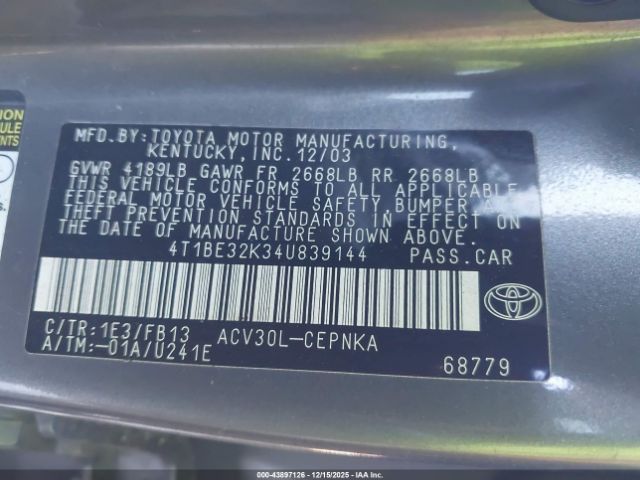 MFD.BY:TOYOTA MOTOR MANUFACTURING,
KENTUCKY, INC. 12/03
GVWR 4189LB GAWR FR 2668LB RR 2668LB
THIS VEHICLE CONFORMS TO ALL APPLICABLE
FEDERAL MOTOR VEHICLE SAFETY, BUMPER
THEFT PREVENTION STANDARDS IN EFFECT ON
THE DATE OF MANUFACTURE SHOWN ABOVE.
4T1BE32K34U839144 PASS.CAR
C/TR:1E3/FB13 ACV30L-CEPNKA
A/TM:-01A/U241E
68779
000-43897126 - 12/15/2025 - IAAI.CA